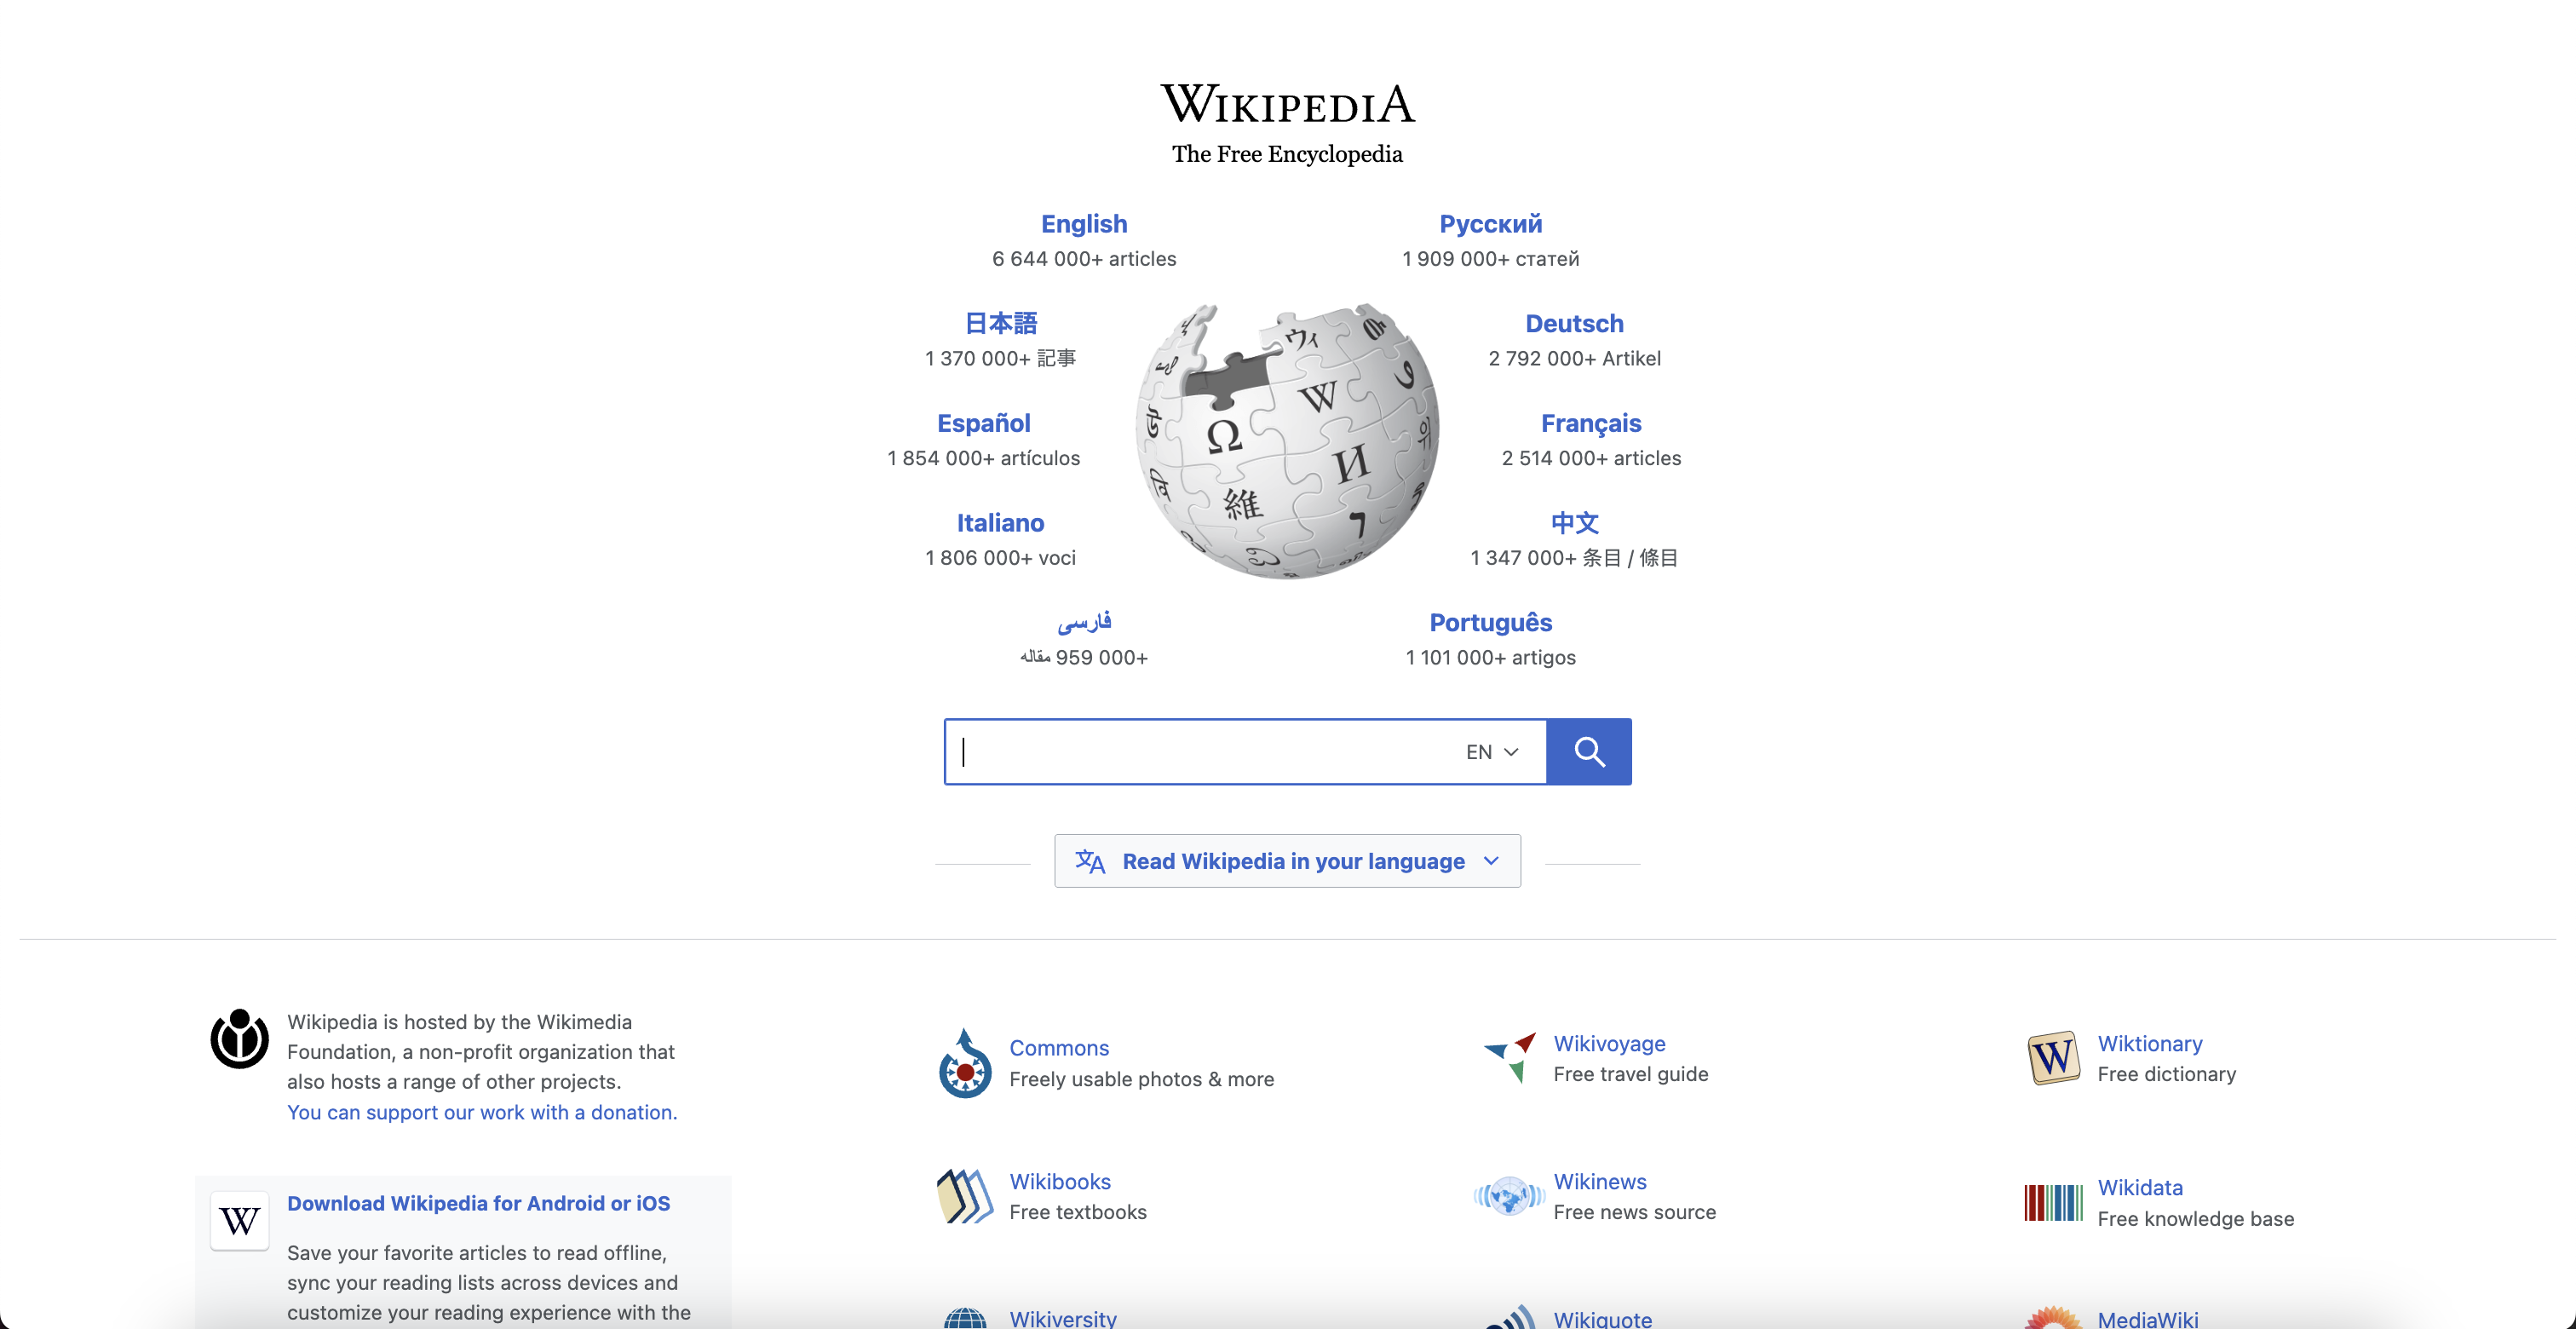 WIKIPEDIA
The Free Encyclopedia
English
6 644 000+ articles
Русский
1 909 000+ статей
日本語
1 370 000+ 記事
Deutsch
2 792 000+ Artikel
Español
1 854 000+ artículos
Français
2 514 000+ articles
Italiano
1 806 000+ voci
中文
1 347 000+ 条目 / 條目
فارسی
۹۵۹ 000+ مقاله
Português
1 101 000+ artigos
Ω
W
И
維
ウィ
EN
Read Wikipedia in your language
Wikipedia is hosted by the Wikimedia
Foundation, a non-profit organization that
also hosts a range of other projects.
You can support our work with a donation.
Download Wikipedia for Android or iOS
Save your favorite articles to read offline,
sync your reading lists across devices and
customize your reading experience with the
Commons
Freely usable photos & more
Wikivoyage
Free travel guide
W
Wiktionary
Free dictionary
Wikibooks
Free textbooks
Wikinews
Free news source
Wikidata
Free knowledge base
W
Wikiversity
Wikiquote
MediaWiki